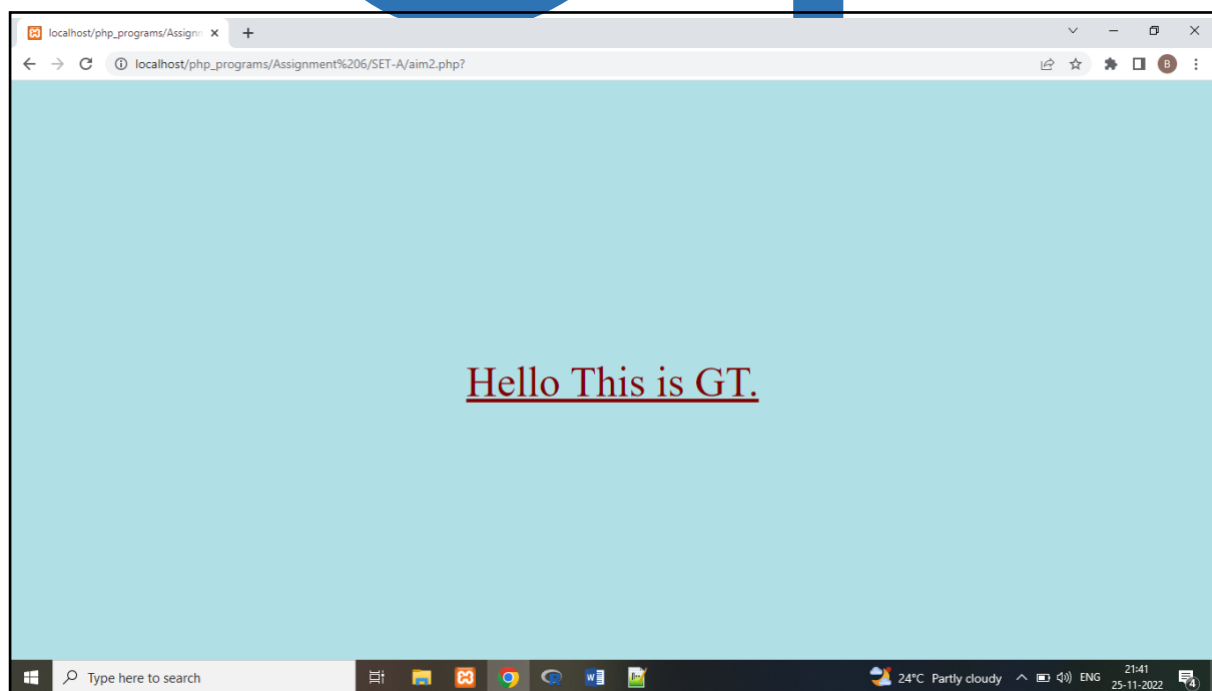 localhost/php_programs/Assignm
localhost/php_programs/Assignment%206/SET-A/aim2.php?
B
Hello This is GT.
Type here to search
24°C Partly cloudy
ENG
21:41
25-11-2022
4